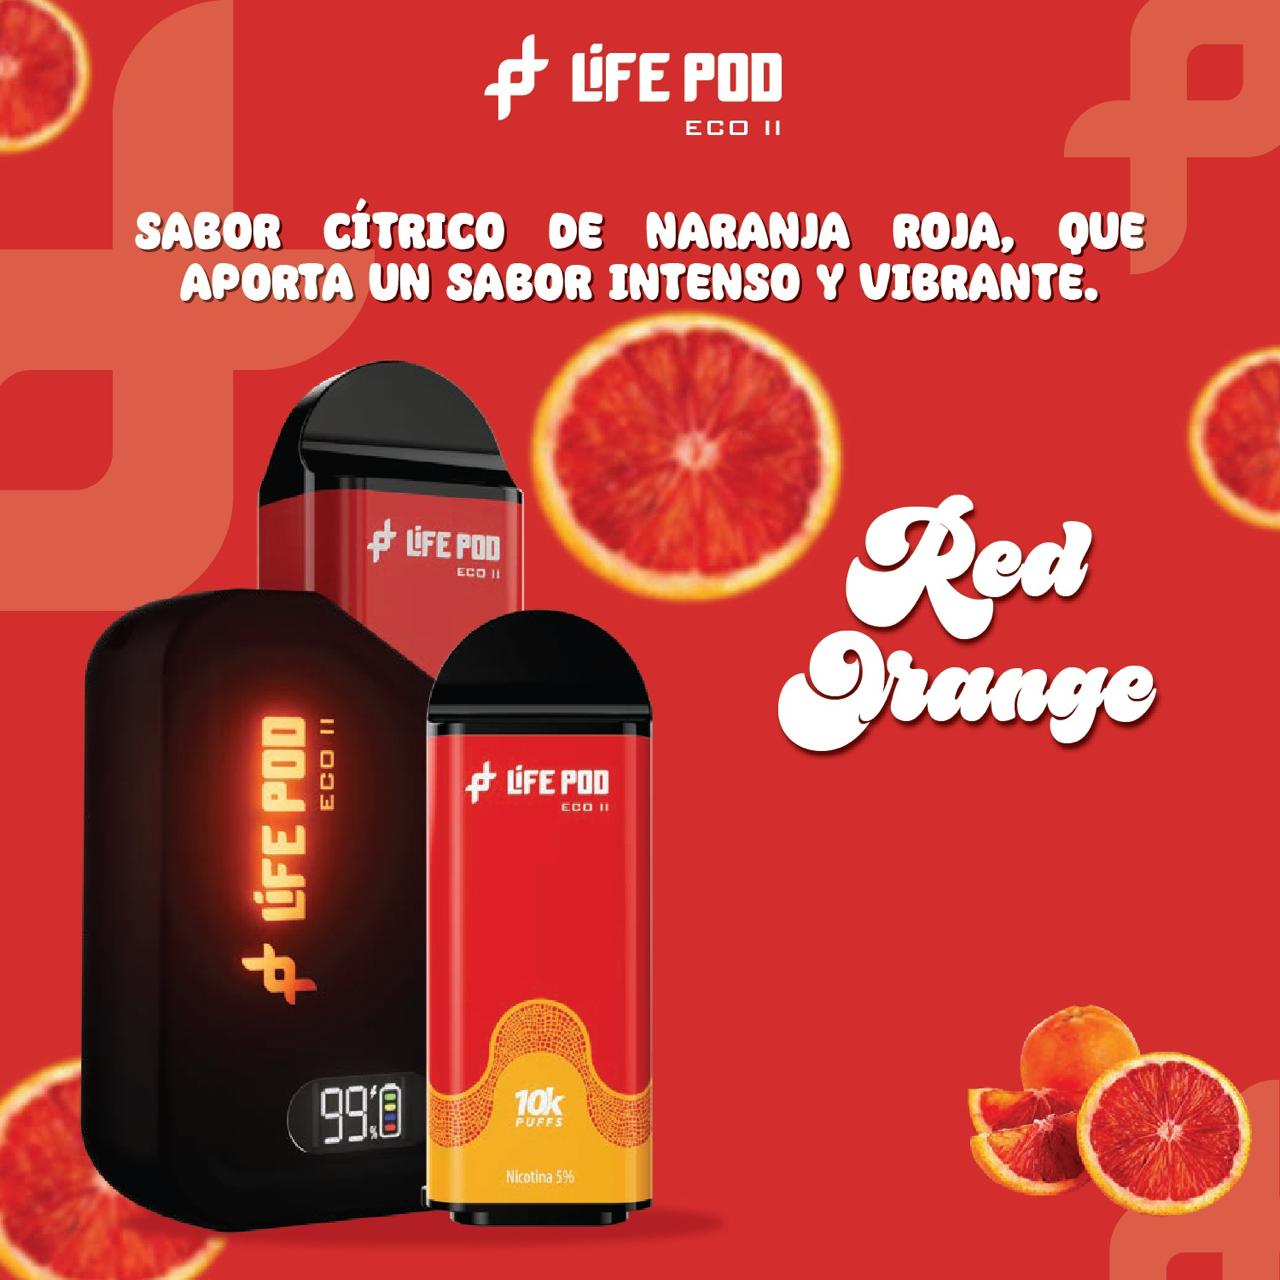 LiFE POD
ECO II
SABOR CÍTRICO DE NARANJA ROJA, QUE
APORTA UN SABOR INTENSO Y VIBRANTE.
LiFE POD
ECO II
Red
Orange
LiFE POD
ECO II
LiFE POD
ECO II
10k
PUFFS
99%
Nicotina 5%